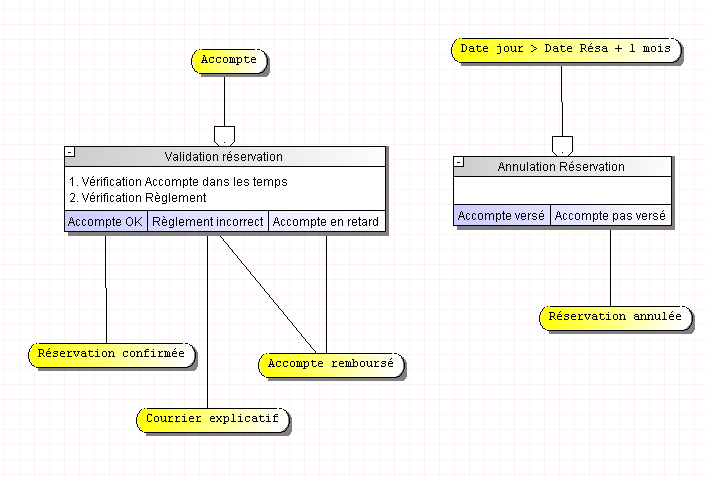 Accompte
Date jour > Date Résa + 1 mois
Validation réservation
1. Vérification Accompte dans les temps
2. Vérification Règlement
Accompte OK
Règlement incorrect
Accompte en retard
Annulation Réservation
Accompte versé
Accompte pas versé
Réservation annulée
Réservation confirmée
Accompte remboursé
Courrier explicatif